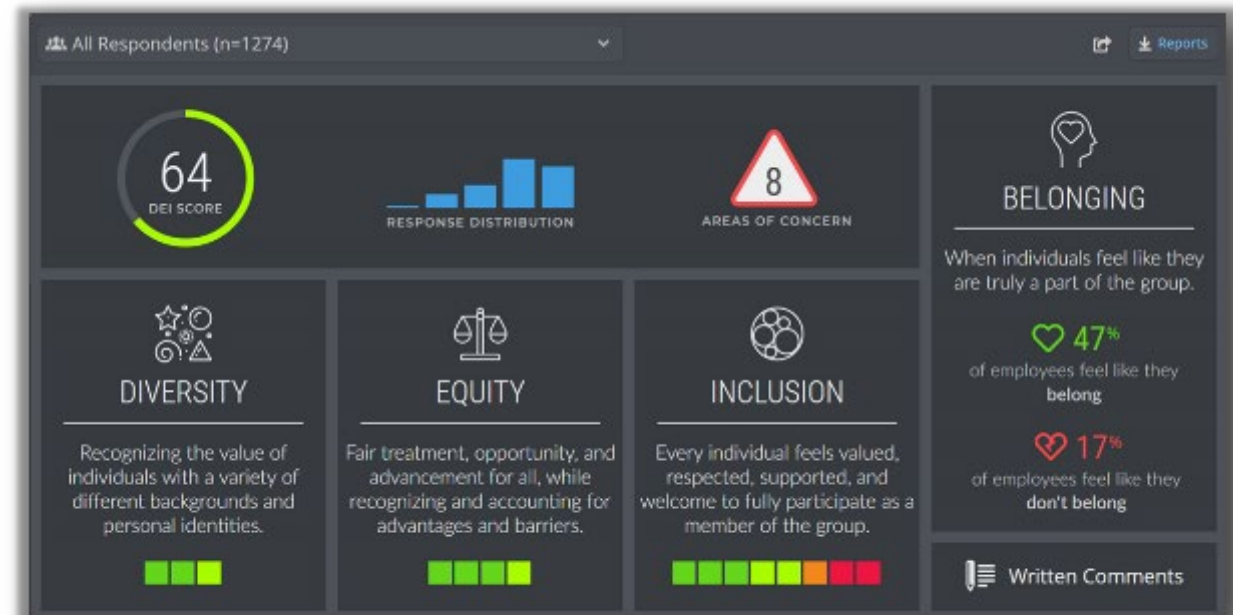 All Respondents (n=1274)
Reports
64
DEI SCORE
RESPONSE DISTRIBUTION
8
AREAS OF CONCERN
BELONGING
When individuals feel like they
are truly a part of the group.
47%
of employees feel like they
belong
17%
of employees feel like they
don't belong
Written Comments
DIVERSITY
Recognizing the value of
individuals with a variety of
different backgrounds and
personal identities.
EQUITY
Fair treatment, opportunity, and
advancement for all, while
recognizing and accounting for
advantages and barriers.
INCLUSION
Every individual feels valued,
respected, supported, and
welcome to fully participate as a
member of the group.